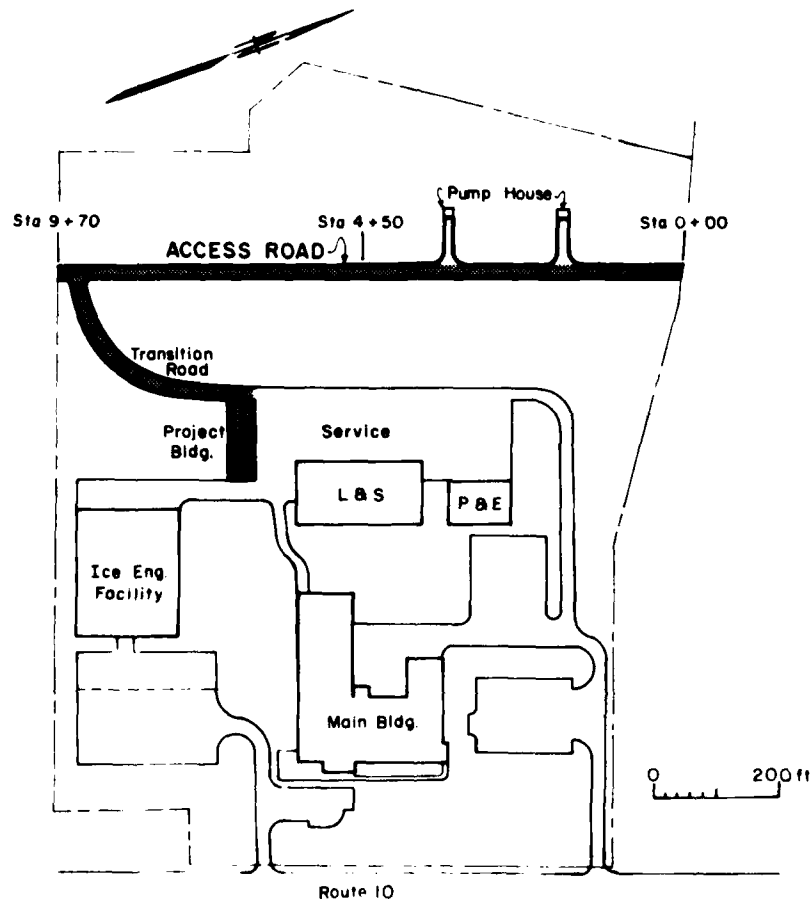 Pump House
Sta 9+70
Sta 4+50
Sta 0+00
ACCESS ROAD
Transition
Road
Project
Bldg.
Service
L & S
P & E
Ice Eng.
Facility
Main Bldg.
0
200 ft
Route 10